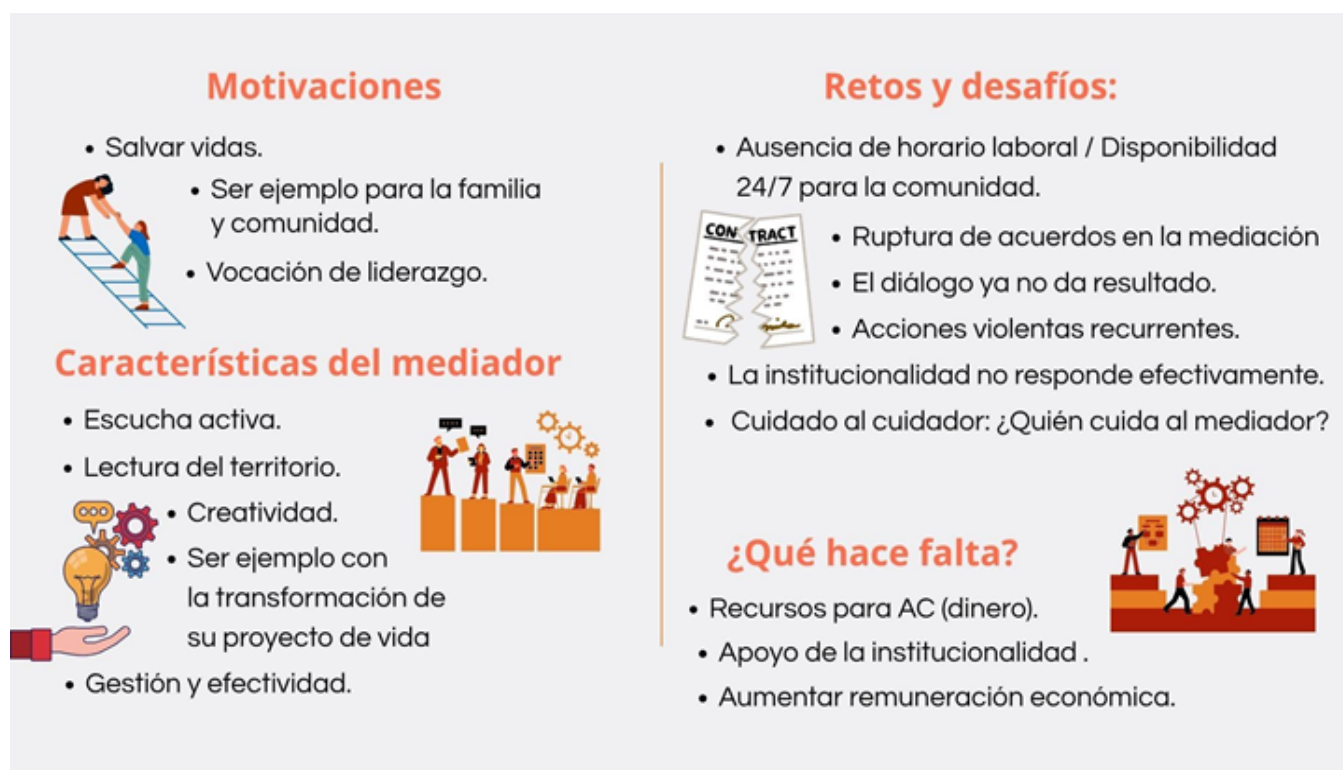 Motivaciones
• Salvar vidas.
• Ser ejemplo para la familia
y comunidad.
• Vocación de liderazgo.
Características del mediador
• Escucha activa.
• Lectura del territorio.
• Creatividad.
• Ser ejemplo con
la transformación de
su proyecto de vida
• Gestión y efectividad.
Retos y desafíos:
• Ausencia de horario laboral / Disponibilidad
24/7 para la comunidad.
CONTRACT
• Ruptura de acuerdos en la mediación
• El diálogo ya no da resultado.
• Acciones violentas recurrentes.
• La institucionalidad no responde efectivamente.
• Cuidado al cuidador: ¿Quién cuida al mediador?
¿Qué hace falta?
• Recursos para AC (dinero).
• Apoyo de la institucionalidad .
• Aumentar remuneración económica.